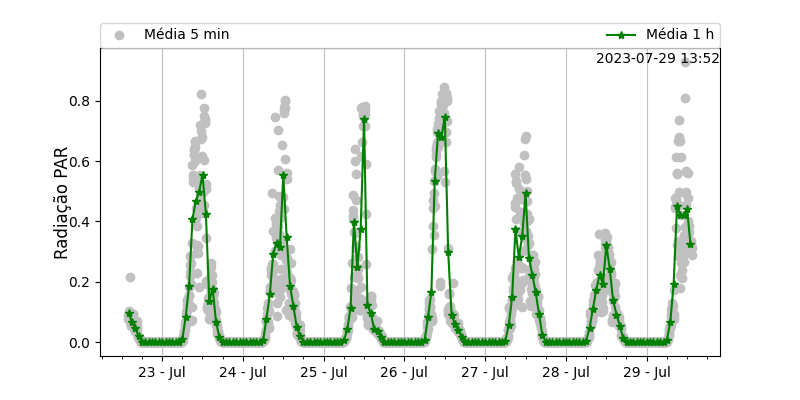 Média 5 min
Média 1 h
2023-07-29 13:52
Radiação PAR
0.8
0.6
0.4
0.2
0.0
23 - Jul
24 - Jul
25 - Jul
26 - Jul
27 - Jul
28 - Jul
29 - Jul